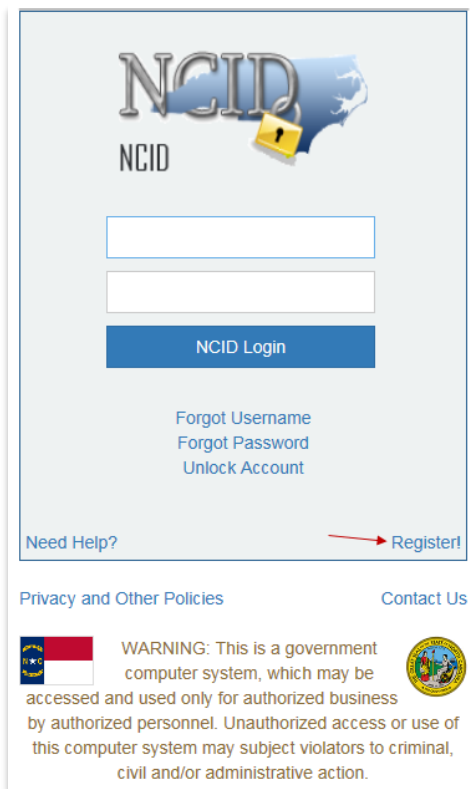 NCID
NCID
NCID Login
Forgot Username
Forgot Password
Unlock Account
Need Help?
Register!
Privacy and Other Policies
Contact Us
N★C
WARNING: This is a government
computer system, which may be
accessed and used only for authorized business
by authorized personnel. Unauthorized access or use of
this computer system may subject violators to criminal,
civil and/or administrative action.